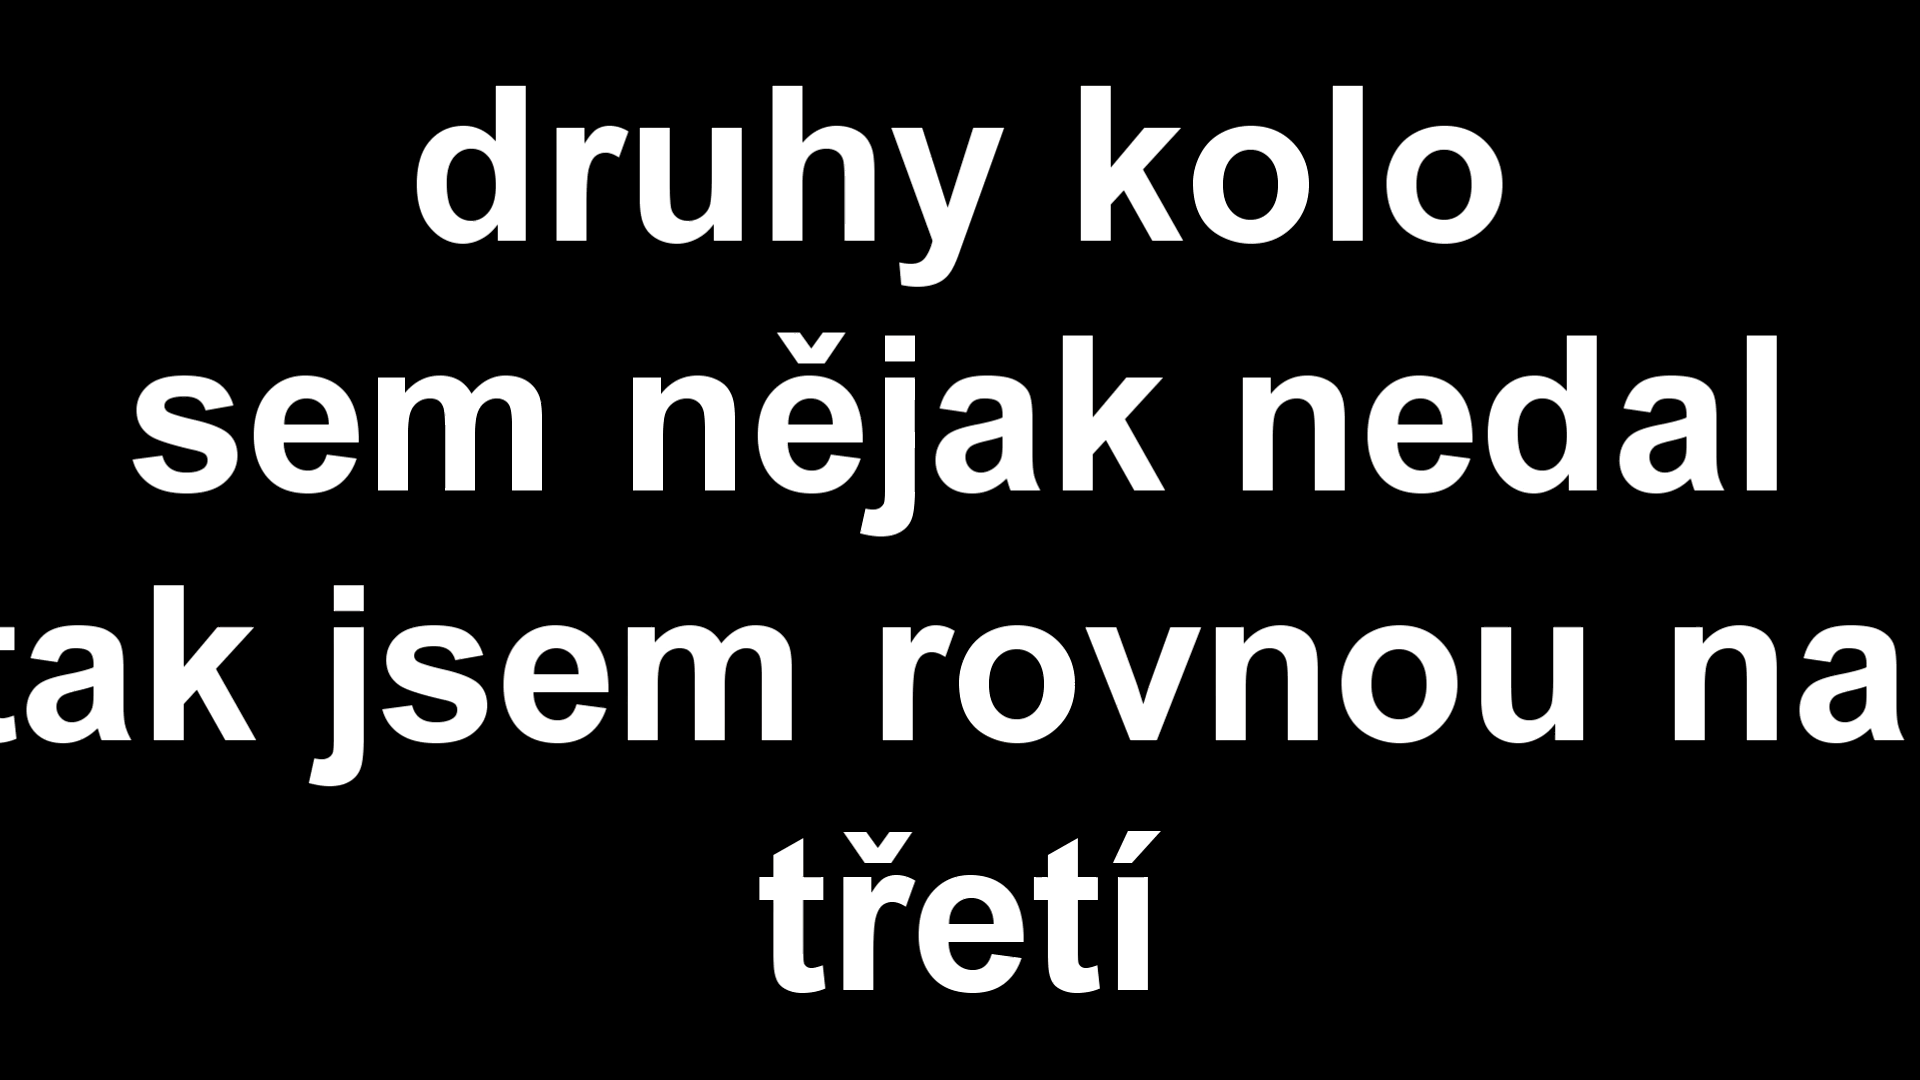 druhy kolo
sem nějak nedal
tak jsem rovnou na
třetí